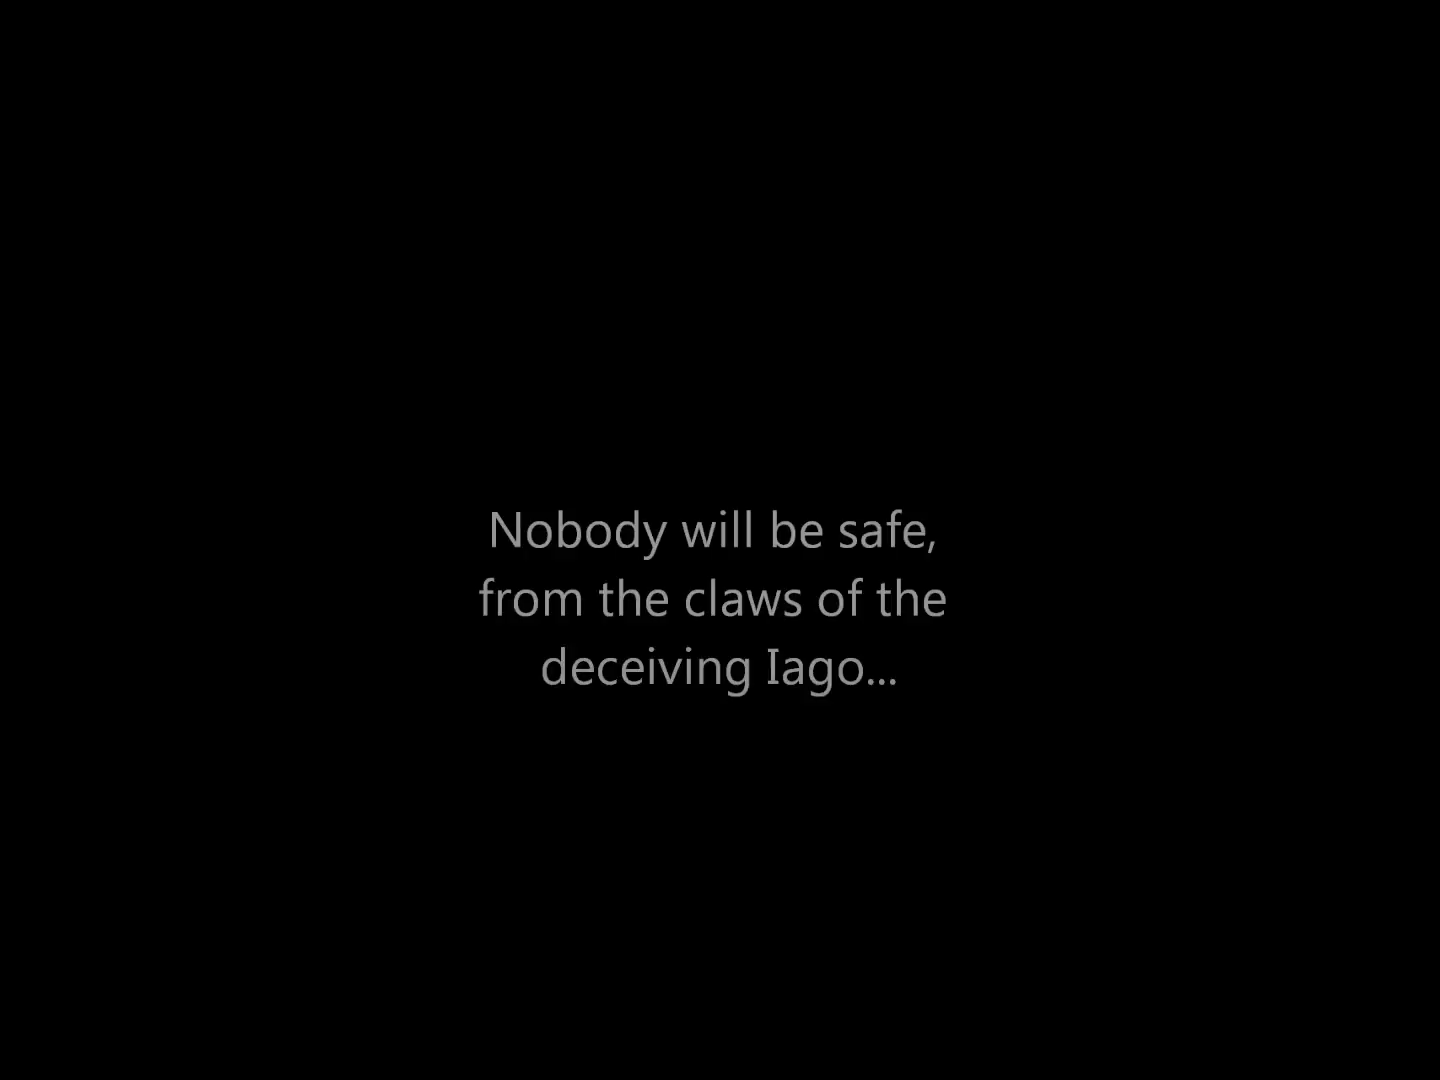 Nobody will be safe,
from the claws of the
deceiving Iago...